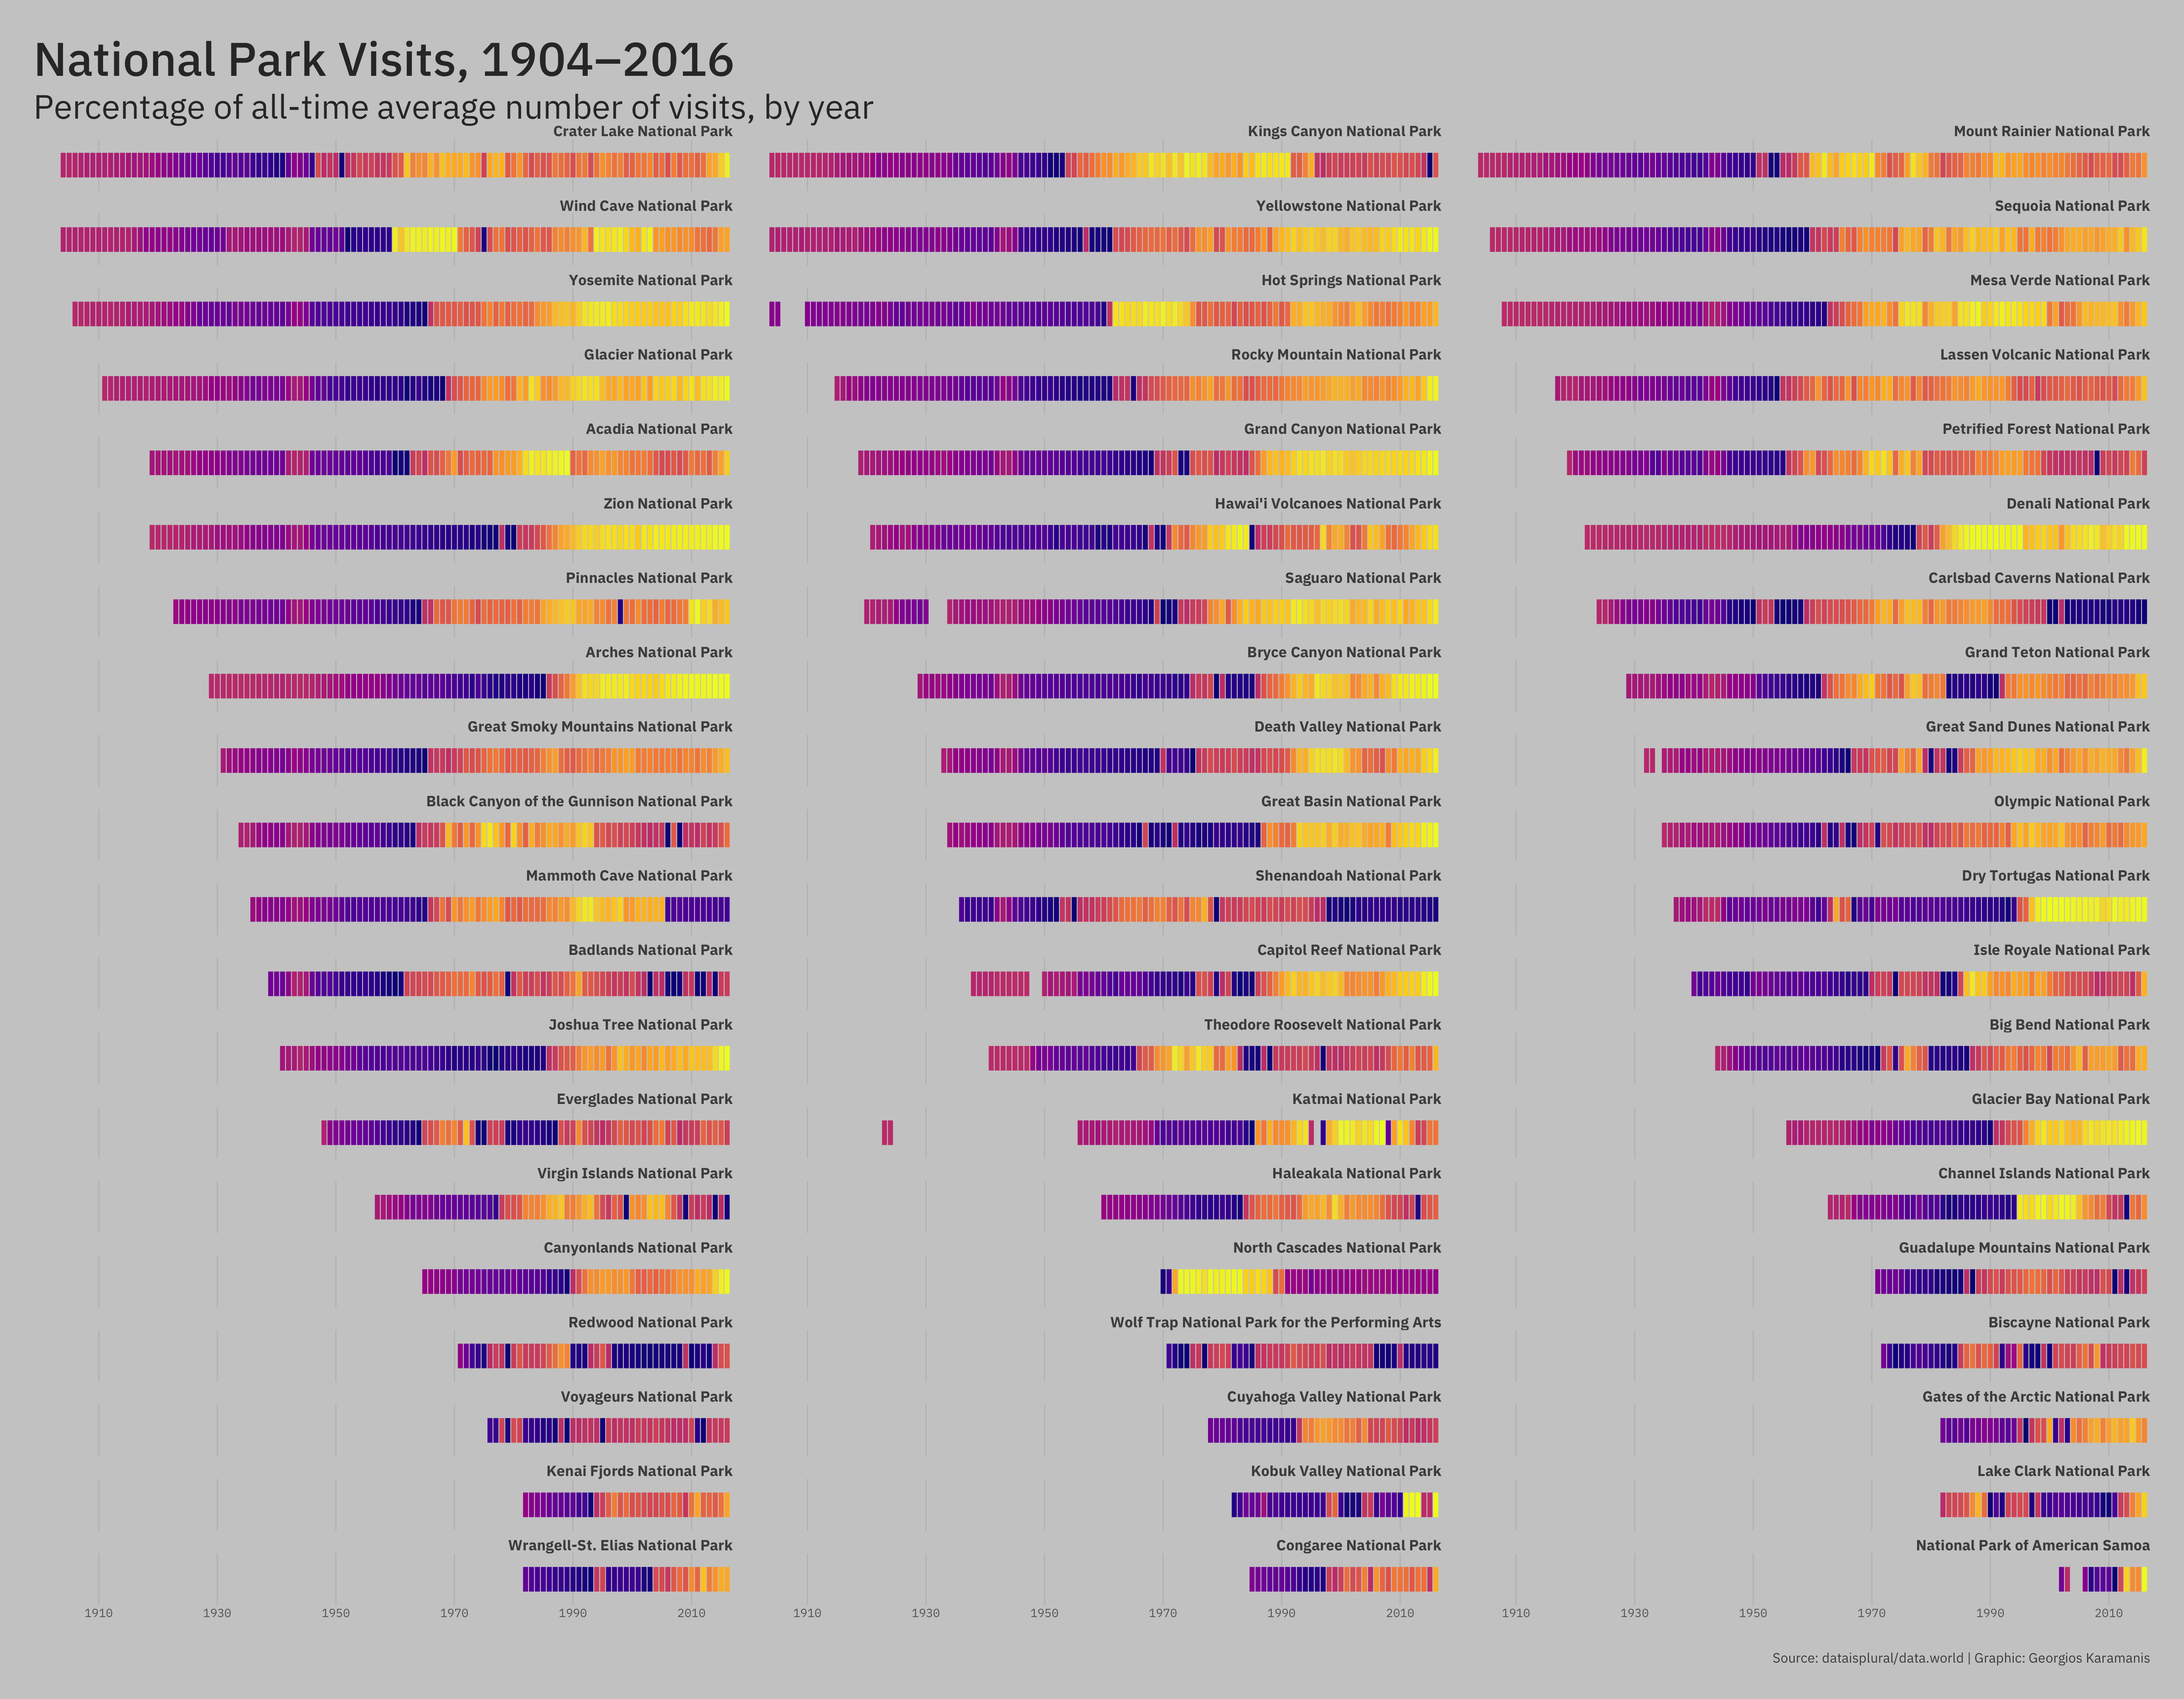 National Park Visits, 1904–2016
Percentage of all-time average number of visits, by year
Crater Lake National Park
Kings Canyon National Park
Mount Rainier National Park
Wind Cave National Park
Yellowstone National Park
Sequoia National Park
Yosemite National Park
Hot Springs National Park
Mesa Verde National Park
Glacier National Park
Rocky Mountain National Park
Lassen Volcanic National Park
Acadia National Park
Grand Canyon National Park
Petrified Forest National Park
Zion National Park
Hawai'i Volcanoes National Park
Denali National Park
Pinnacles National Park
Saguaro National Park
Carlsbad Caverns National Park
Arches National Park
Bryce Canyon National Park
Grand Teton National Park
Great Smoky Mountains National Park
Death Valley National Park
Great Sand Dunes National Park
Black Canyon of the Gunnison National Park
Great Basin National Park
Olympic National Park
Mammoth Cave National Park
Shenandoah National Park
Dry Tortugas National Park
Badlands National Park
Capitol Reef National Park
Isle Royale National Park
Joshua Tree National Park
Theodore Roosevelt National Park
Big Bend National Park
Everglades National Park
Katmai National Park
Glacier Bay National Park
Virgin Islands National Park
Haleakala National Park
Channel Islands National Park
Canyonlands National Park
North Cascades National Park
Guadalupe Mountains National Park
Redwood National Park
Wolf Trap National Park for the Performing Arts
Biscayne National Park
Voyageurs National Park
Cuyahoga Valley National Park
Gates of the Arctic National Park
Kenai Fjords National Park
Kobuk Valley National Park
Lake Clark National Park
Wrangell-St. Elias National Park
Congaree National Park
National Park of American Samoa
1910 1930 1950 1970 1990 2010
1910 1930 1950 1970 1990 2010
1910 1930 1950 1970 1990 2010
Source: dataisplural/data.world | Graphic: Georgios Karamanis